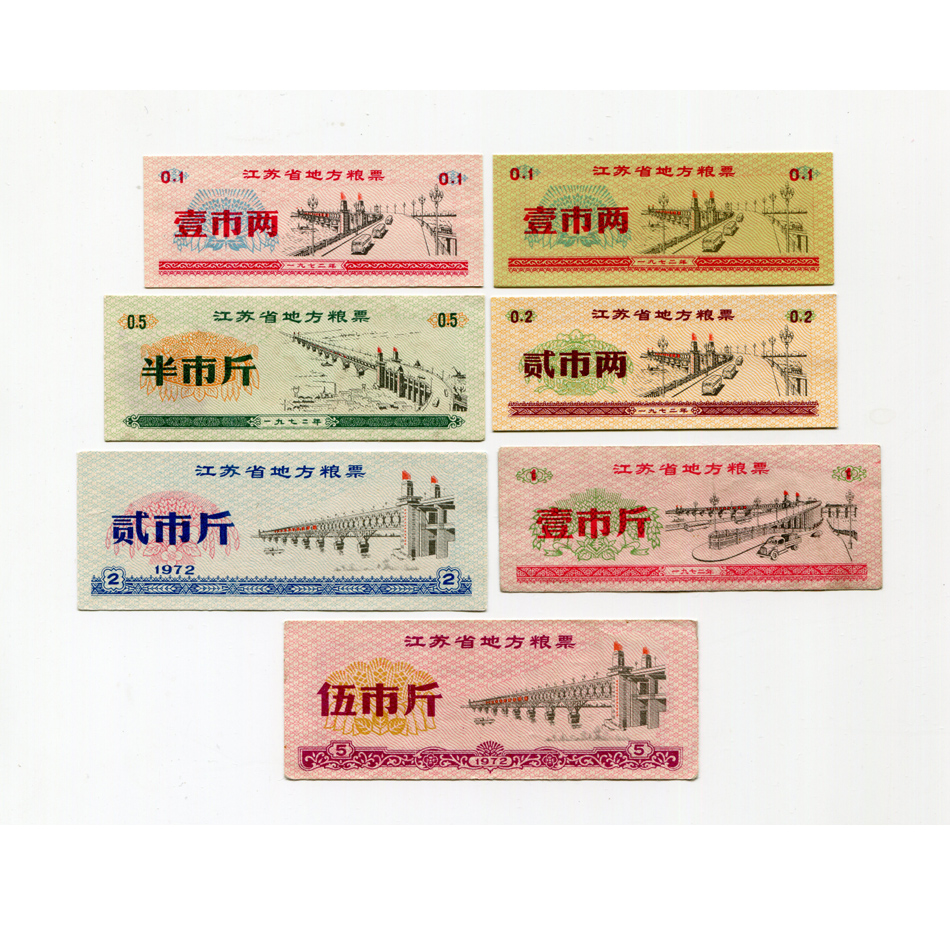 江苏省地方粮票
0.1 0.1
壹市两
一九七二年
江苏省地方粮票
0.1 0.1
壹市两
一九七二年
江苏省地方粮票
0.5 0.5
半市斤
一九七二年
江苏省地方粮票
0.2 0.2
贰市两
一九七二年
江苏省地方粮票
贰市斤
1972
2 2
江苏省地方粮票
1 1
壹市斤
一九七二年
江苏省地方粮票
伍市斤
5 1972 5